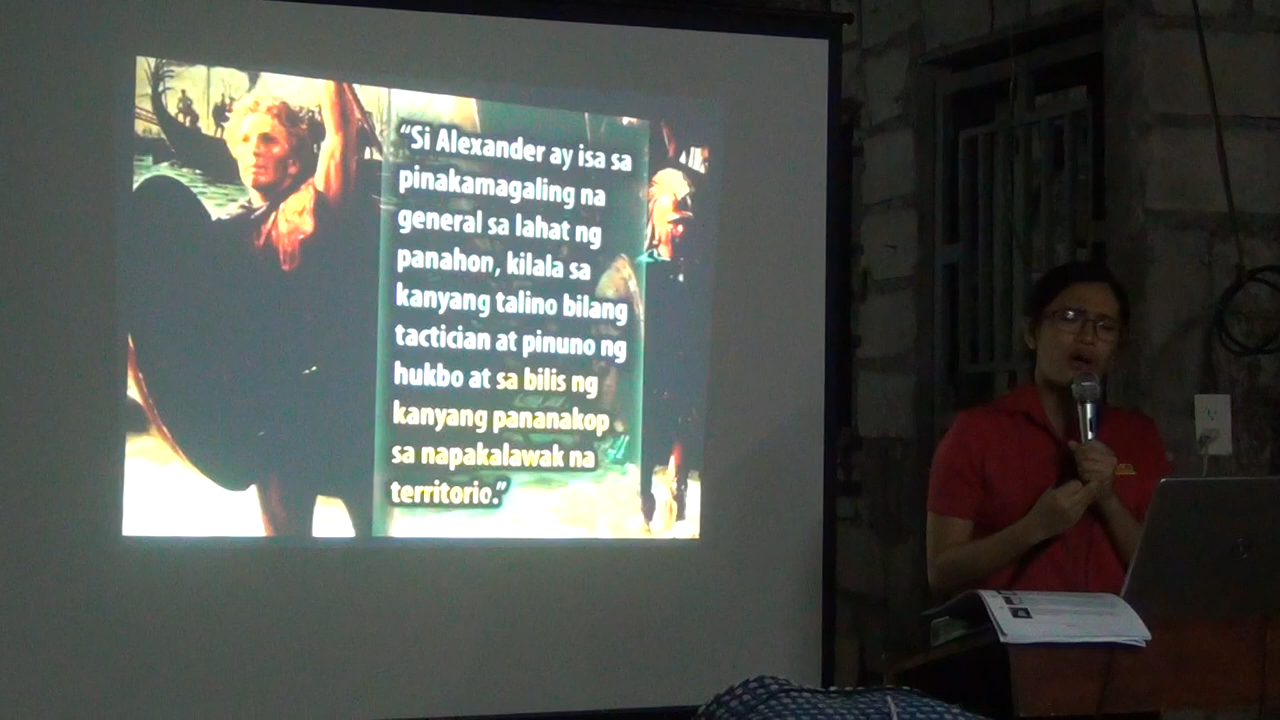 “Si Alexander ay isa sa
pinakamagaling na
general sa lahat ng
panahon, kilala sa
kanyang talino bilang
tactician at pinuno ng
hukbo at sa bilis ng
kanyang pananakop
sa napakalawak na
territorio.”